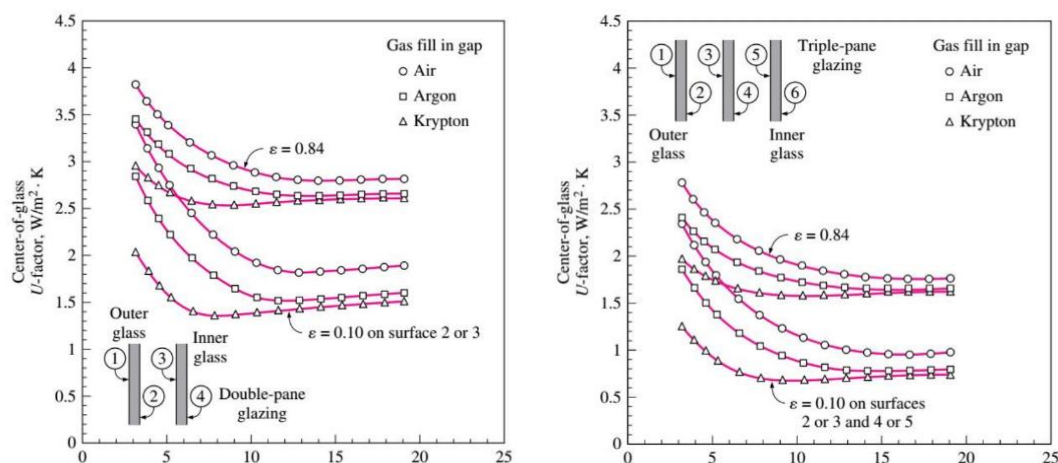 4.5
4
3.5
3
2.5
2
1.5
1
0.5
0
0
5
10
15
20
25
Center-of-glass
U-factor, W/m² · K
Gas fill in gap
Air
Argon
Krypton
ε = 0.84
ε = 0.10 on surface 2 or 3
Outer
glass
Inner
glass
1
2
3
4
Double-pane
glazing
4.5
4
3.5
3
2.5
2
1.5
1
0.5
0
0
5
10
15
20
25
Center-of-glass
U-factor, W/m² · K
1
2
3
4
5
6
Triple-pane
glazing
Outer
glass
Inner
glass
Gas fill in gap
Air
Argon
Krypton
ε = 0.84
ε = 0.10 on surfaces
2 or 3 and 4 or 5